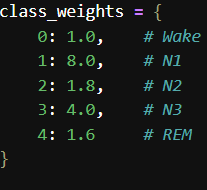 class_weights = {
    0: 1.0,    # Wake
    1: 8.0,    # N1
    2: 1.8,    # N2
    3: 4.0,    # N3
    4: 1.6     # REM
}